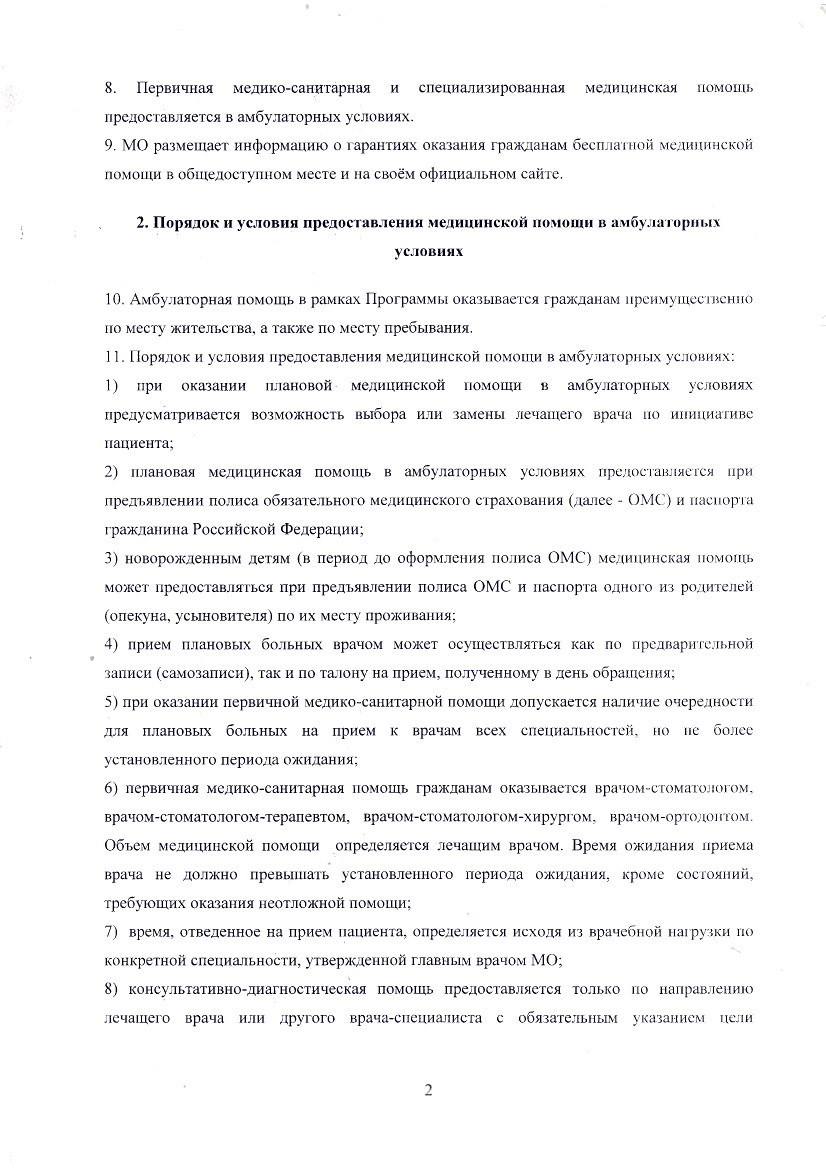 8. Первичная медико-санитарная и специализированная медицинская помощь
предоставляется в амбулаторных условиях.
9. МО размещает информацию о гарантиях оказания гражданам бесплатной медицинской
помощи в общедоступном месте и на своём официальном сайте.
2. Порядок и условия предоставления медицинской помощи в амбулаторных
условиях
10. Амбулаторная помощь в рамках Программы оказывается гражданам преимущественно
по месту жительства, а также по месту пребывания.
11. Порядок и условия предоставления медицинской помощи в амбулаторных условиях:
1) при оказании плановой медицинской помощи в амбулаторных условиях
предусматривается возможность выбора или замены лечащего врача по инициативе
пациента;
2) плановая медицинская помощь в амбулаторных условиях предоставляется при
предъявлении полиса обязательного медицинского страхования (далее - ОМС) и паспорта
гражданина Российской Федерации;
3) новорожденным детям (в период до оформления полиса ОМС) медицинская помощь
может предоставляться при предъявлении полиса ОМС и паспорта одного из родителей
(опекуна, усыновителя) по их месту проживания;
4) прием плановых больных врачом может осуществляться как по предварительной
записи (самозаписи), так и по талону на прием, полученному в день обращения;
5) при оказании первичной медико-санитарной помощи допускается наличие очередности
для плановых больных на прием к врачам всех специальностей, но не более
установленного периода ожидания;
6) первичная медико-санитарная помощь гражданам оказывается врачом-стоматологом,
врачом-стоматологом-терапевтом, врачом-стоматологом-хирургом, врачом-ортодонтом.
Объем медицинской помощи определяется лечащим врачом. Время ожидания приема
врача не должно превышать установленного периода ожидания, кроме состояний,
требующих оказания неотложной помощи;
7) время, отведенное на прием пациента, определяется исходя из врачебной нагрузки по
конкретной специальности, утвержденной главным врачом МО;
8) консультативно-диагностическая помощь предоставляется только по направлению
лечащего врача или другого врача-специалиста с обязательным указанием цели
2